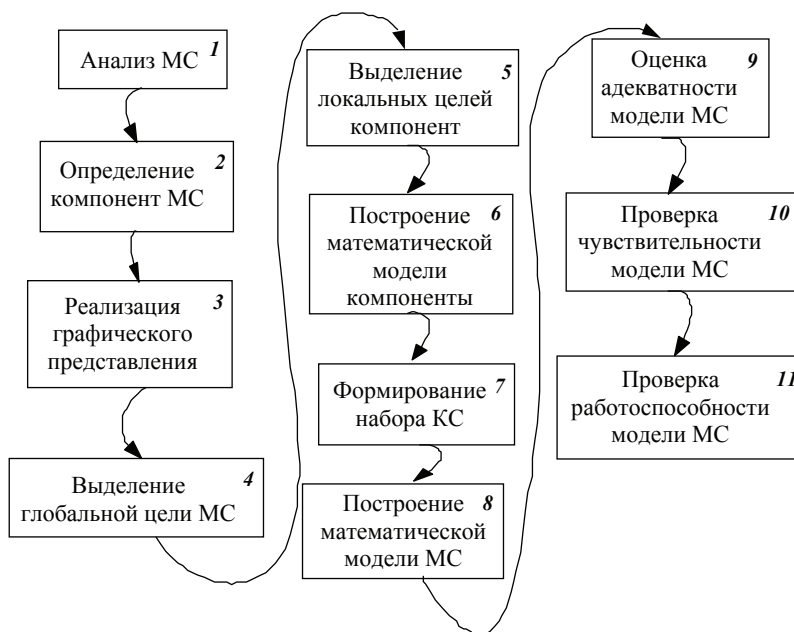 Анализ МС 1
Определение 2
компонент МС
Реализация 3
графического
представления
Выделение 4
глобальной цели МС
Выделение 5
локальных целей
компонент
Построение 6
математической
модели
компоненты
Формирование 7
набора КС
Построение 8
математической
модели МС
Оценка 9
адекватности
модели МС
Проверка 10
чувствительности
модели МС
Проверка 11
работоспособности
модели МС